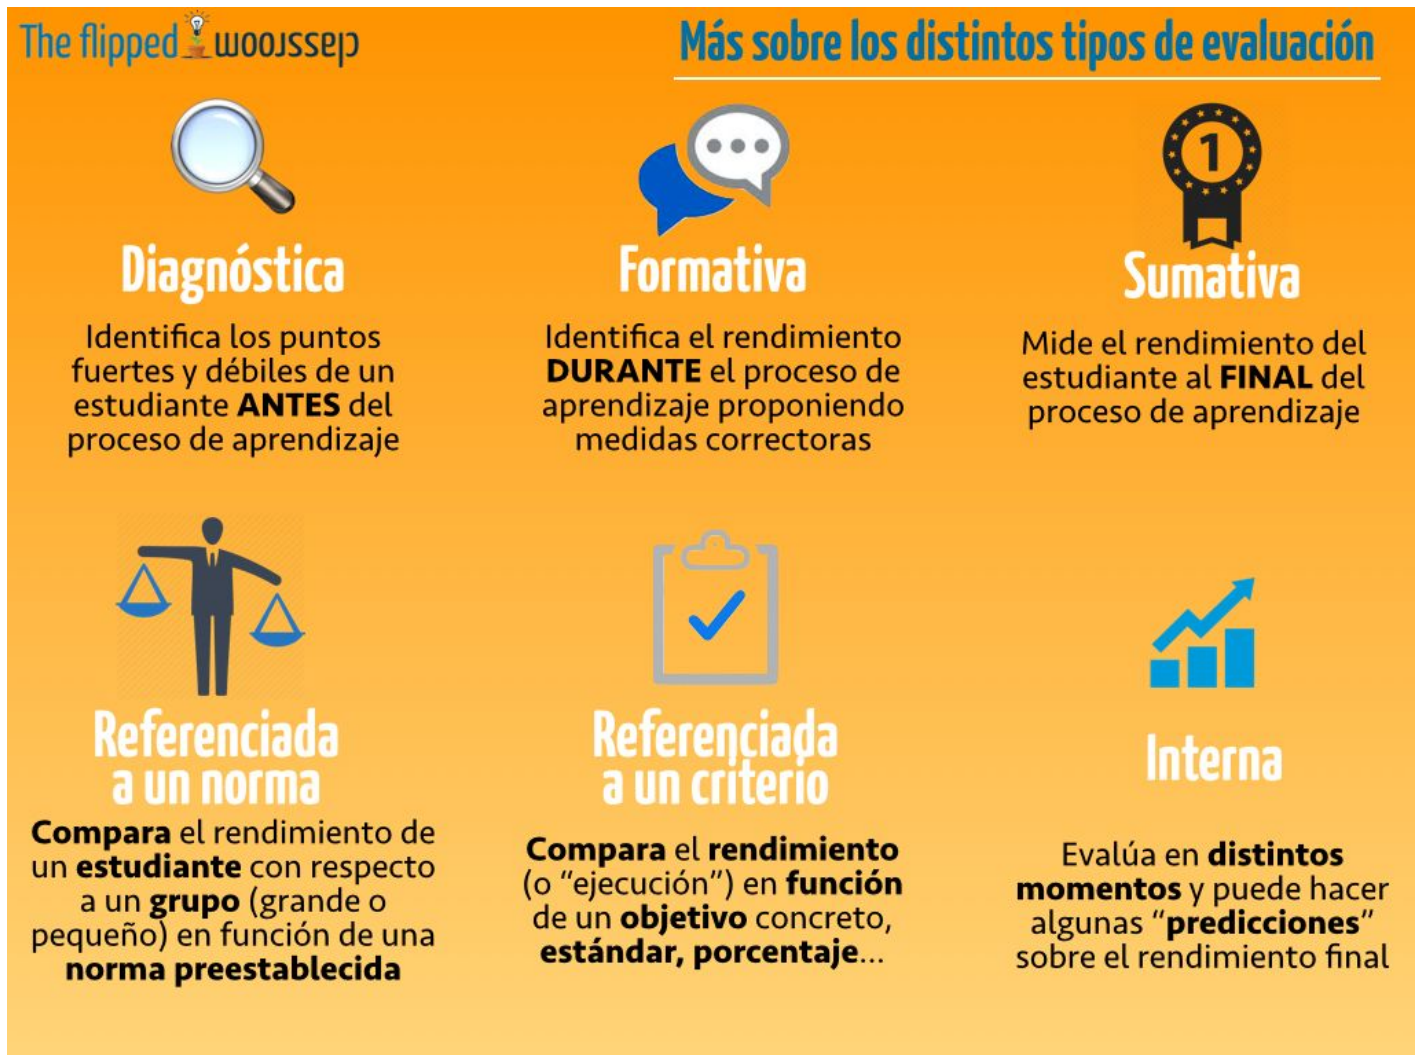 The flipped classroom
Más sobre los distintos tipos de evaluación
Diagnóstica
Identifica los puntos
fuertes y débiles de un
estudiante ANTES del
proceso de aprendizaje
Formativa
Identifica el rendimiento
DURANTE el proceso de
aprendizaje proponiendo
medidas correctoras
1
Sumativa
Mide el rendimiento del
estudiante al FINAL del
proceso de aprendizaje
Referenciada
a un norma
Compara el rendimiento de
un estudiante con respecto
a un grupo (grande o
pequeño) en función de una
norma preestablecida
Referenciada
a un criterio
Compara el rendimiento
(o “ejecución”) en función
de un objetivo concreto,
estándar, porcentaje...
Interna
Evalúa en distintos
momentos y puede hacer
algunas “predicciones”
sobre el rendimiento final